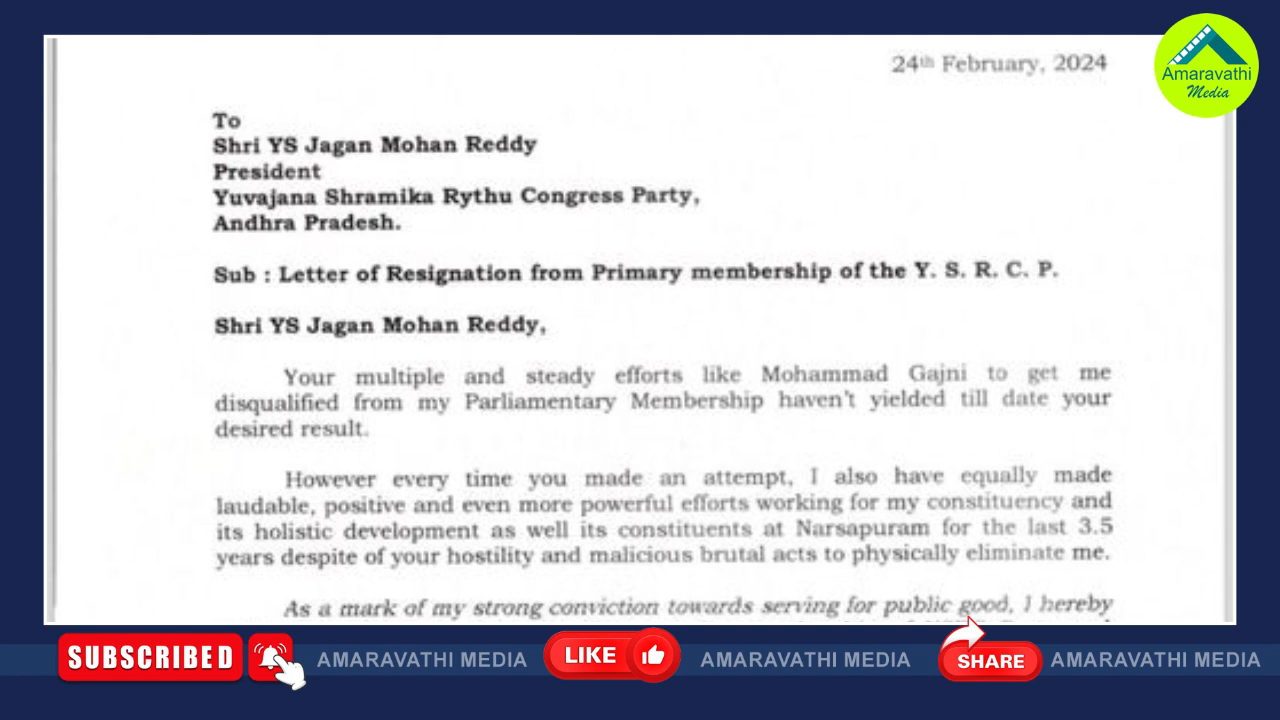 24th February, 2024
Amaravathi
Media
To
Shri YS Jagan Mohan Reddy
President
Yuvajana Shramika Rythu Congress Party,
Andhra Pradesh.
Sub : Letter of Resignation from Primary membership of the Y. S. R. C. P.
Shri YS Jagan Mohan Reddy,
Your multiple and steady efforts like Mohammad Gajni to get me
disqualified from my Parliamentary Membership haven't yielded till date your
desired result.
However every time you made an attempt, I also have equally made
laudable, positive and even more powerful efforts working for my constituency and
its holistic development as well its constituents at Narsapuram for the last 3.5
years despite of your hostility and malicious brutal acts to physically eliminate me.
As a mark of my strong conviction towards serving for public good, I hereby
SUBSCRIBED AMARAVATHI MEDIA LIKE AMARAVATHI MEDIA SHARE AMARAVATHI MEDIA